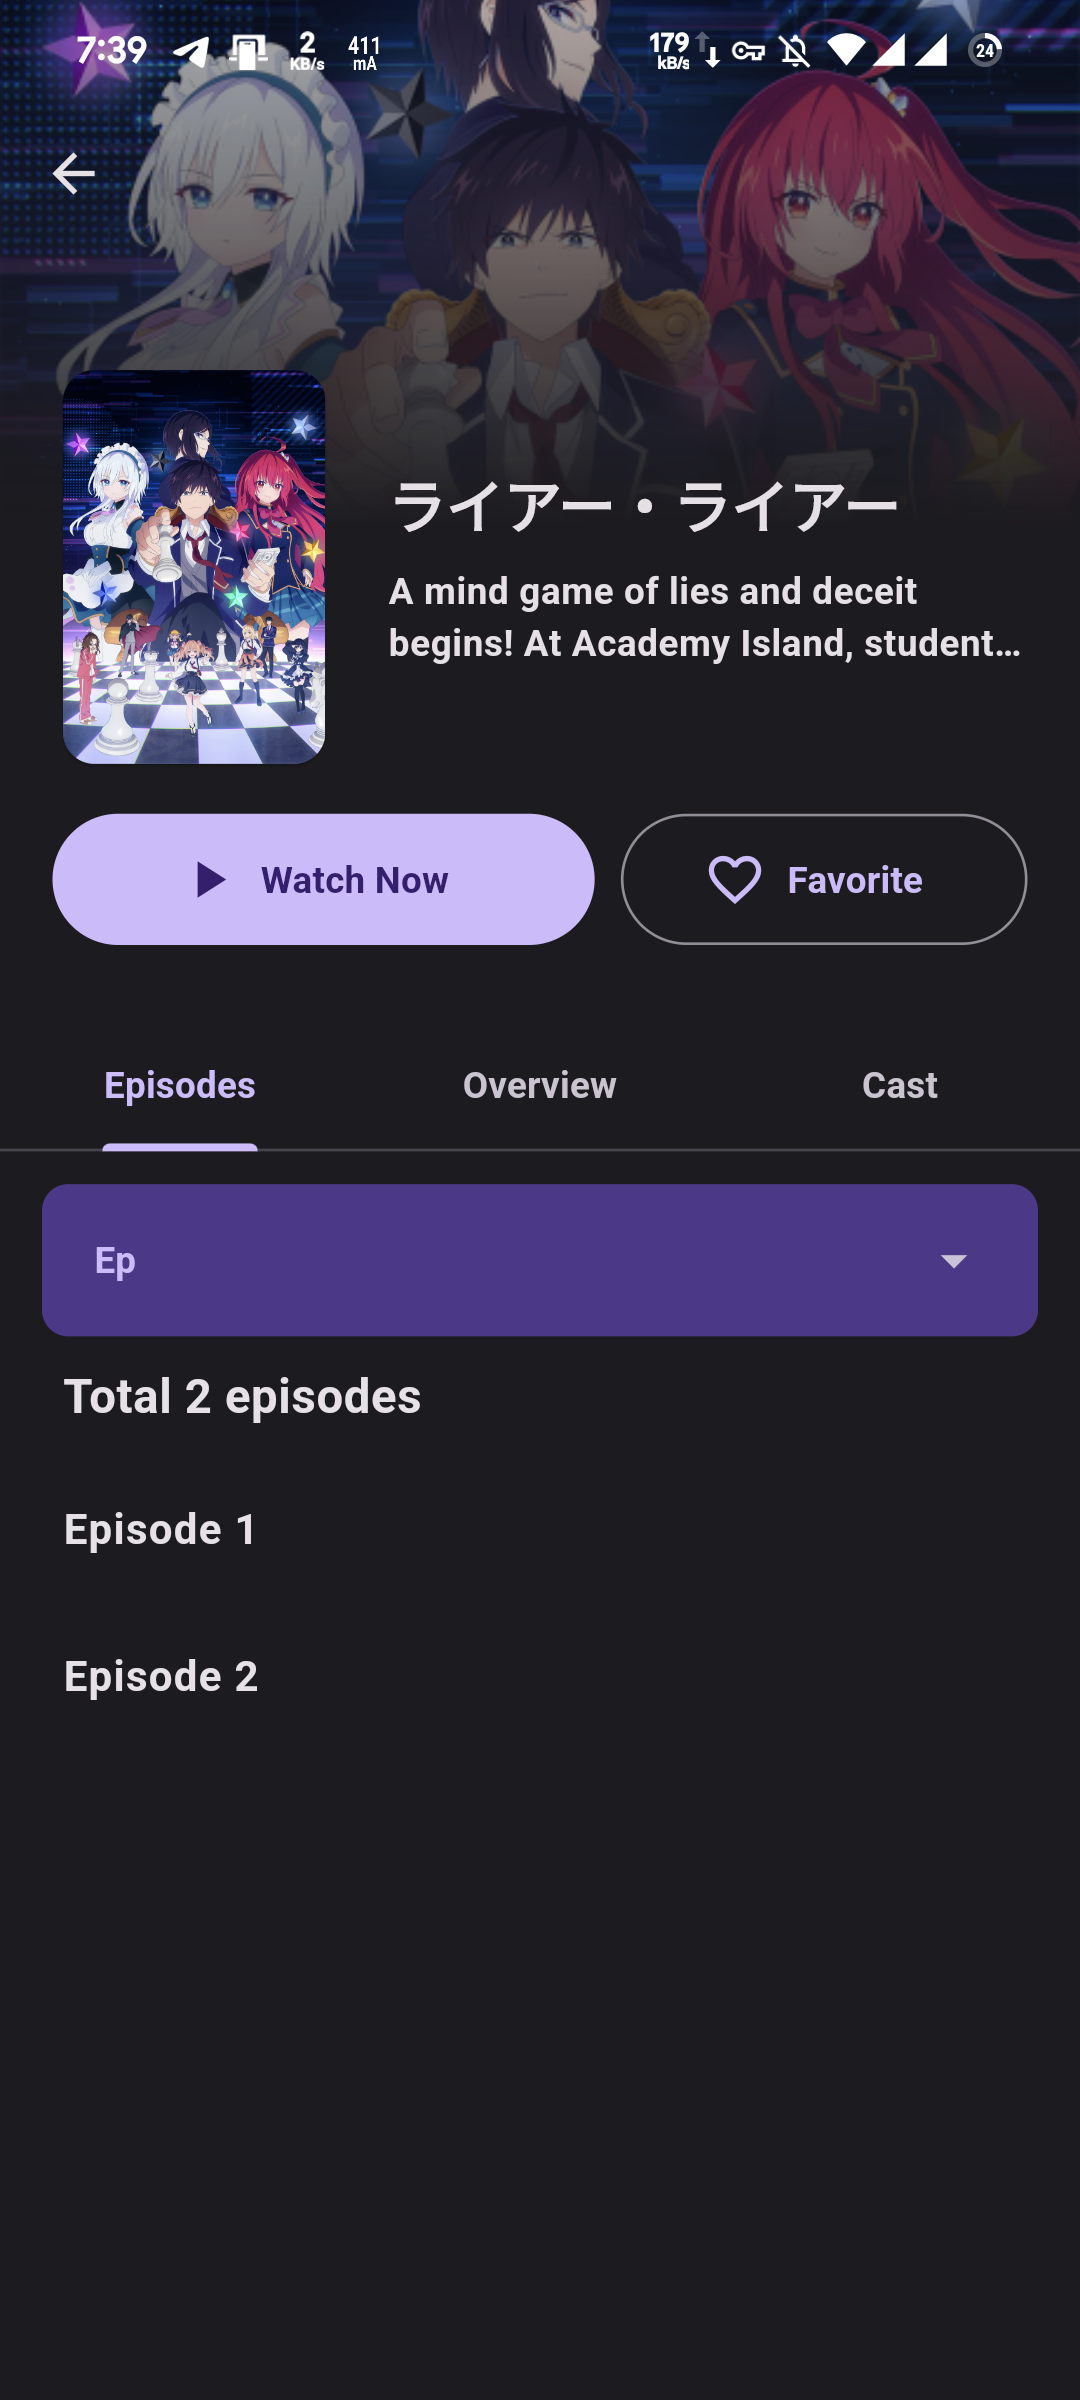 7:39
2
KB/s
411
mA
179
kB/s
24
ライアー・ライアー
A mind game of lies and deceit
begins! At Academy Island, student…
Watch Now
Favorite
Episodes
Overview
Cast
Ep
Total 2 episodes
Episode 1
Episode 2